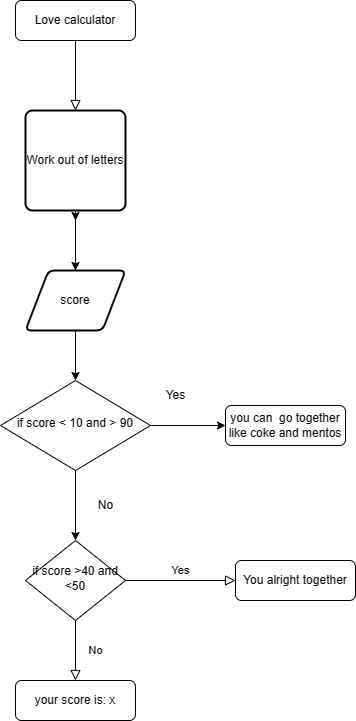 Love calculator
Work out of letters
score
if score < 10 and > 90
Yes
you can  go together
like coke and mentos
No
if score >40 and
<50
Yes
You alright together
No
your score is: x